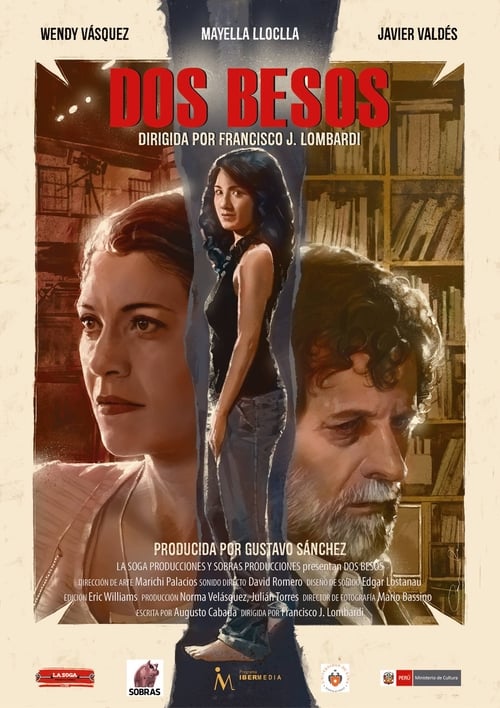 WENDY VÁSQUEZ MAYELLA LLOCLLA JAVIER VALDÉS
DOS BESOS
DIRIGIDA POR FRANCISCO J. LOMBARDI
PRODUCIDA POR GUSTAVO SÁNCHEZ
LA SOGA PRODUCCIONES Y SOBRAS PRODUCCIONES presentan DOS BESOS
DIRECCIÓN DE ARTE Marichi Palacios SONIDO DIRECTO David Romero DISEÑO DE SONIDO Edgar Lostanau
EDICIÓN Eric Williams PRODUCCIÓN Norma Velásquez, Julián Torres DIRECTOR DE FOTOGRAFÍA Mario Bassino
ESCRITA POR Augusto Cabada DIRIGIDA POR Francisco J. Lombardi
LA SOGA
SOBRAS
Programa
IBERMEDIA
PERÚ Ministerio de Cultura